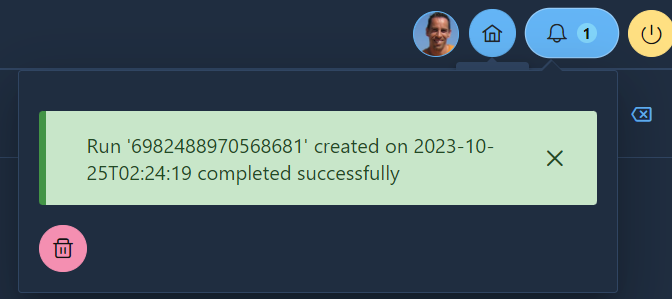 1
Run '6982488970568681' created on 2023-10-
25T02:24:19 completed successfully